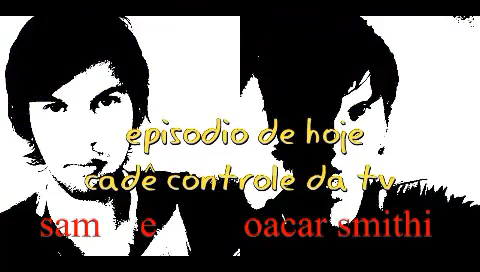 episodio de hoje
cadê controle da tv
sam e oacar smithi